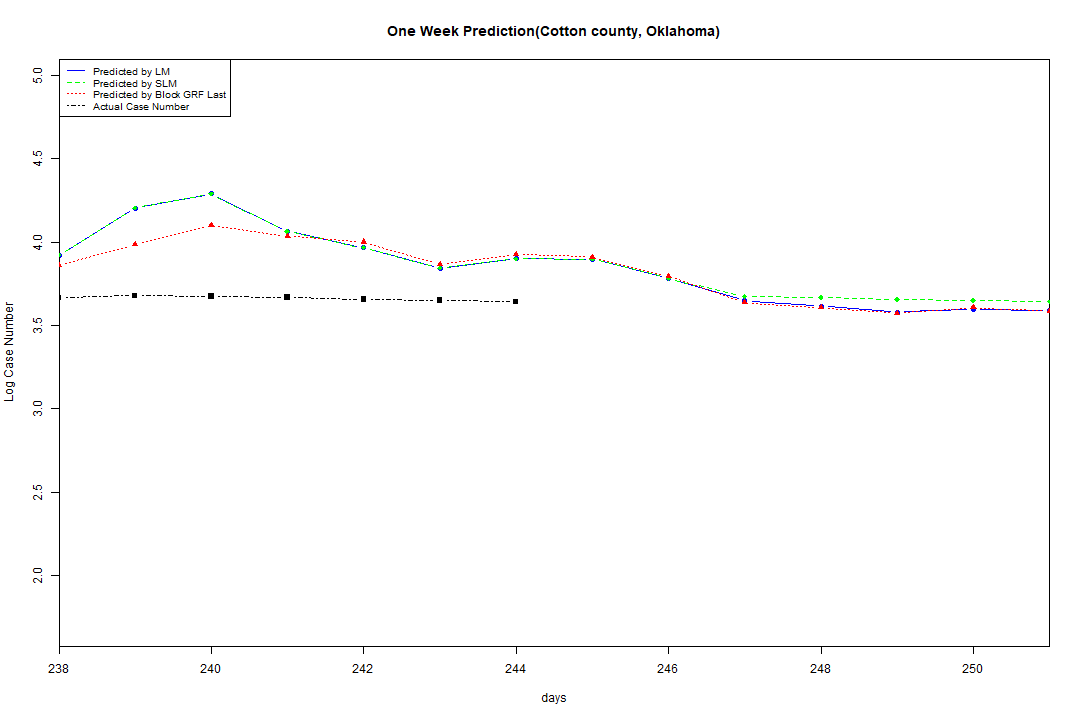 One Week Prediction(Cotton county, Oklahoma)
Predicted by LM
Predicted by SLM
Predicted by Block GRF Last
Actual Case Number
5.0
4.5
4.0
3.5
3.0
2.5
2.0
Log Case Number
238 240 242 244 246 248 250
days